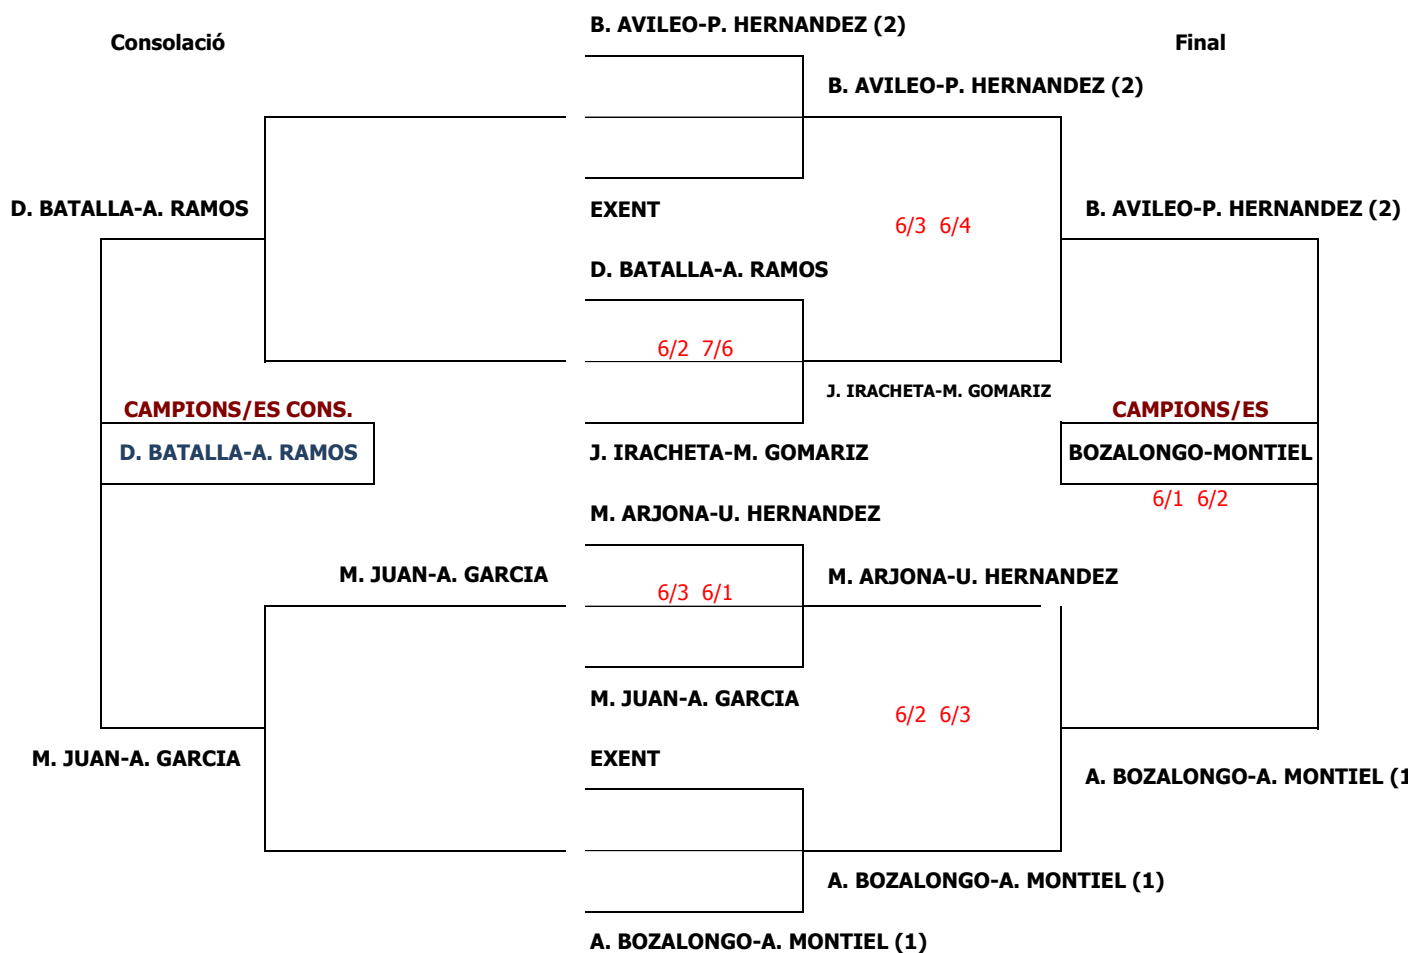 B. AVILEO-P. HERNANDEZ (2)
Consolació
Final
B. AVILEO-P. HERNANDEZ (2)
D. BATALLA-A. RAMOS
EXENT
B. AVILEO-P. HERNANDEZ (2)
6/3 6/4
D. BATALLA-A. RAMOS
6/2 7/6
J. IRACHETA-M. GOMARIZ
CAMPIONS/ES CONS.
CAMPIONS/ES
D. BATALLA-A. RAMOS
J. IRACHETA-M. GOMARIZ
BOZALONGO-MONTIEL
6/1 6/2
M. ARJONA-U. HERNANDEZ
M. JUAN-A. GARCIA
6/3 6/1
M. ARJONA-U. HERNANDEZ
M. JUAN-A. GARCIA
6/2 6/3
M. JUAN-A. GARCIA
EXENT
A. BOZALONGO-A. MONTIEL (1
A. BOZALONGO-A. MONTIEL (1)
A. BOZALONGO-A. MONTIEL (1)